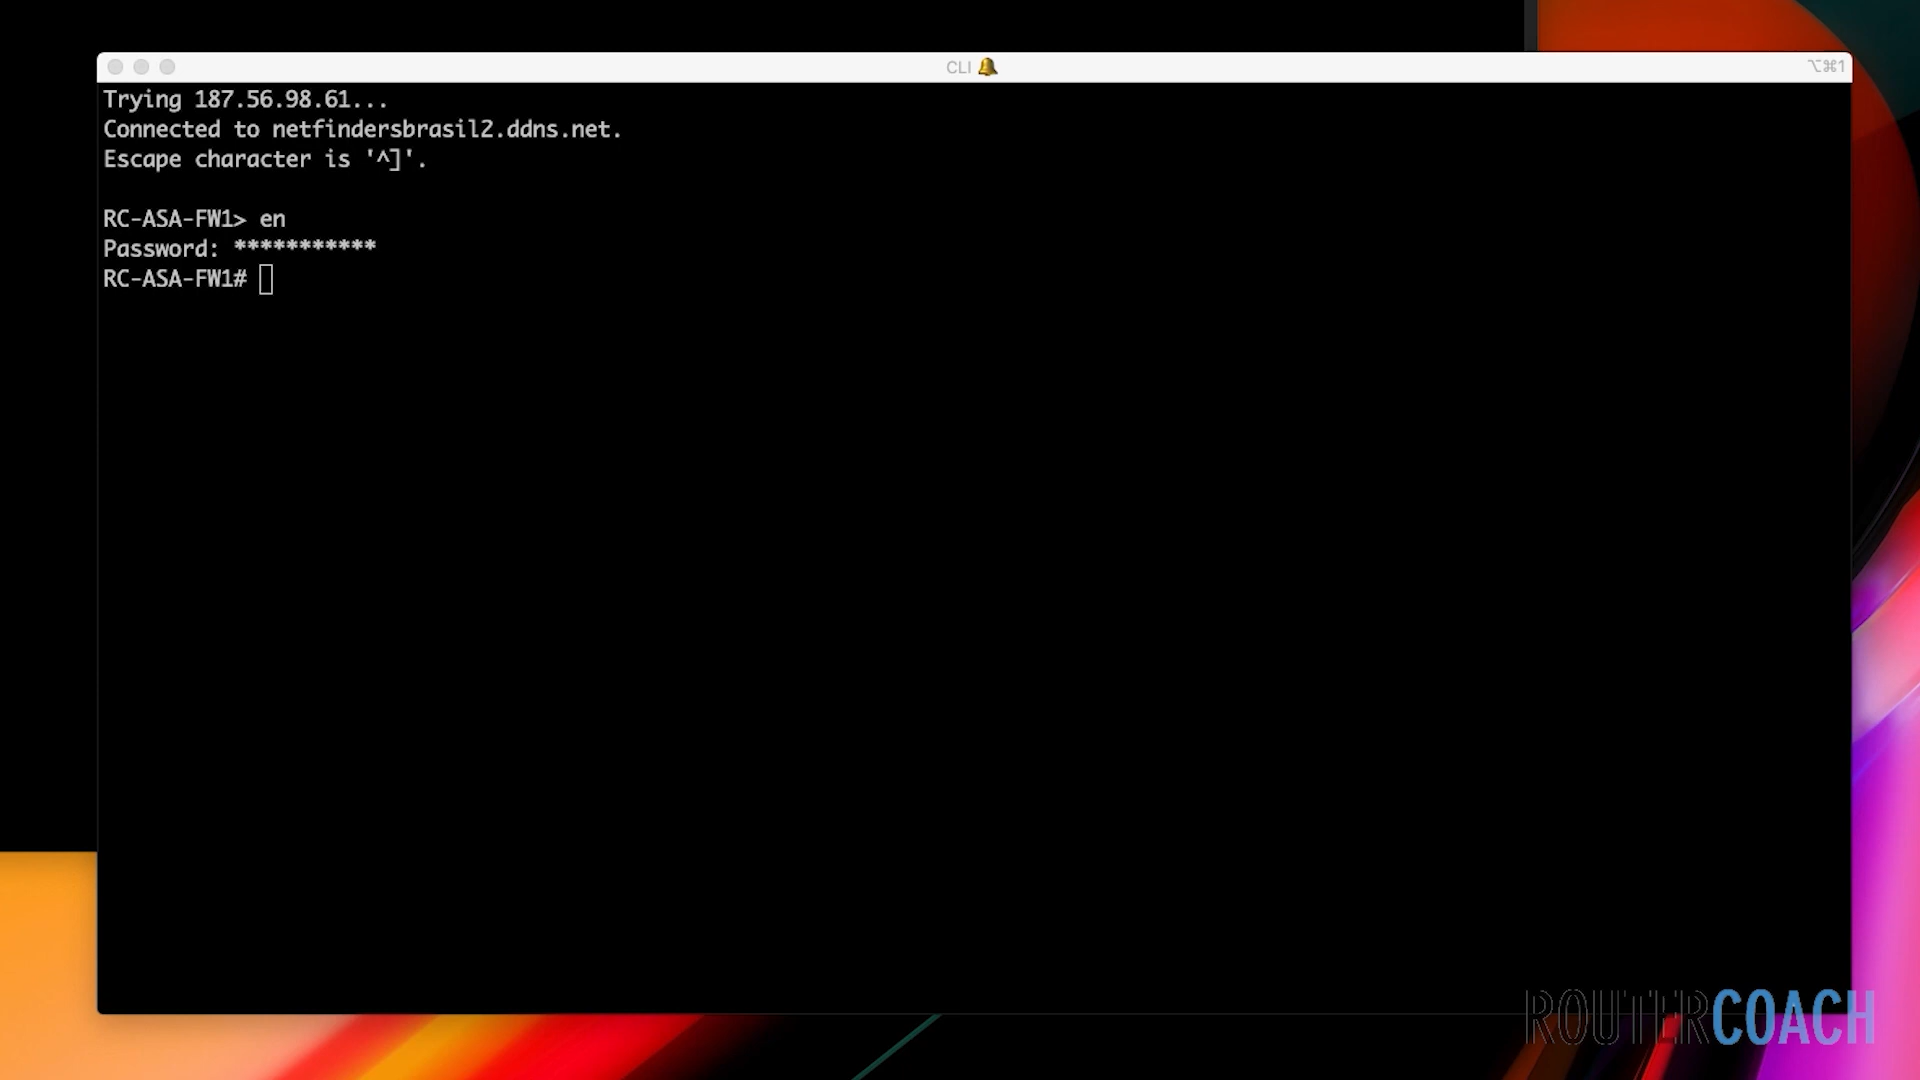 CLI 🔔
⌥⌘1
Trying 187.56.98.61...
Connected to netfindersbrasil2.ddns.net.
Escape character is '^]'.
RC-ASA-FW1> en
Password: ***********
RC-ASA-FW1#
ROUTERCOACH